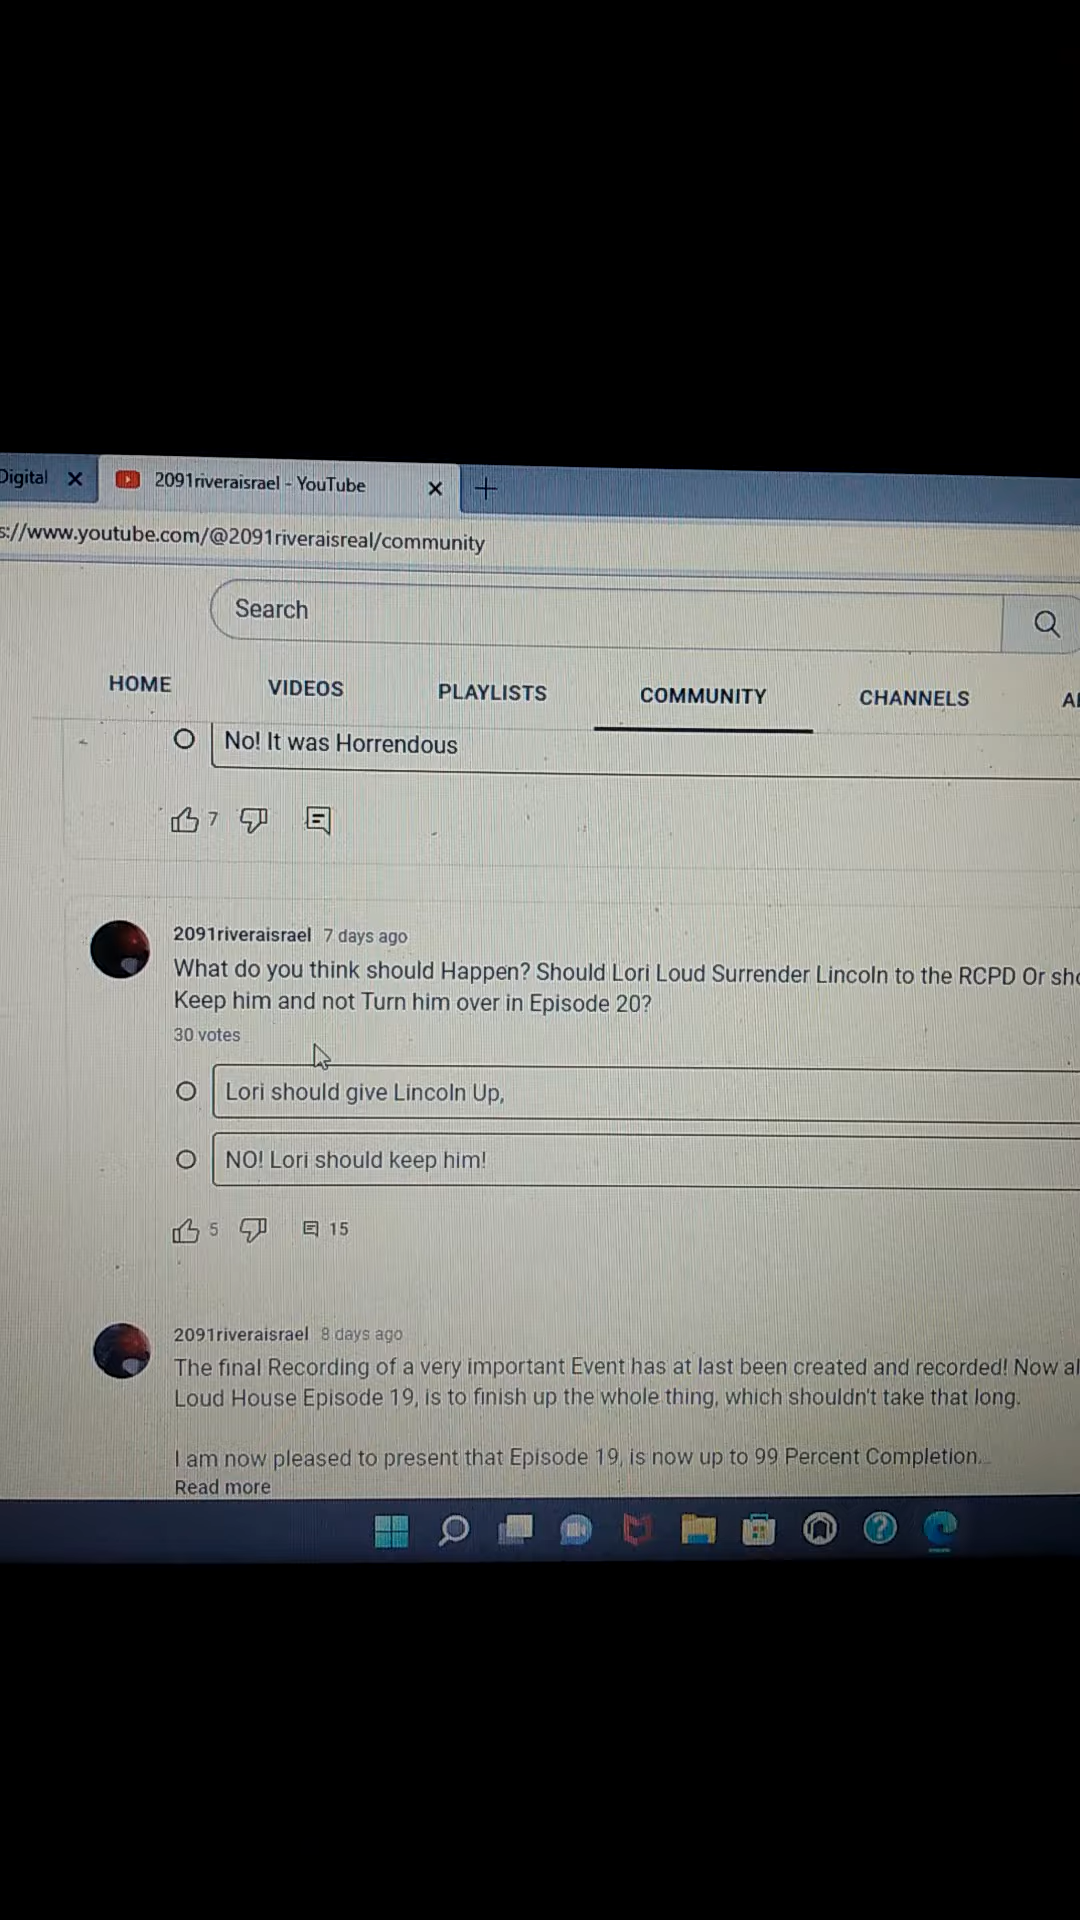 Digital
2091riveraisrael - YouTube
s://www.youtube.com/@2091riveraisreal/community
Search
HOME VIDEOS PLAYLISTS COMMUNITY CHANNELS
No! It was Horrendous
7
2091riveraisrael 7 days ago
What do you think should Happen? Should Lori Loud Surrender Lincoln to the RCPD Or
Keep him and not Turn him over in Episode 20?
30 votes
Lori should give Lincoln Up,
NO! Lori should keep him!
5 15
2091riveraisrael 8 days ago
The final Recording of a very important Event has at last been created and recorded! Now
Loud House Episode 19, is to finish up the whole thing, which shouldn't take that long.
I am now pleased to present that Episode 19, is now up to 99 Percent Completion...
Read more